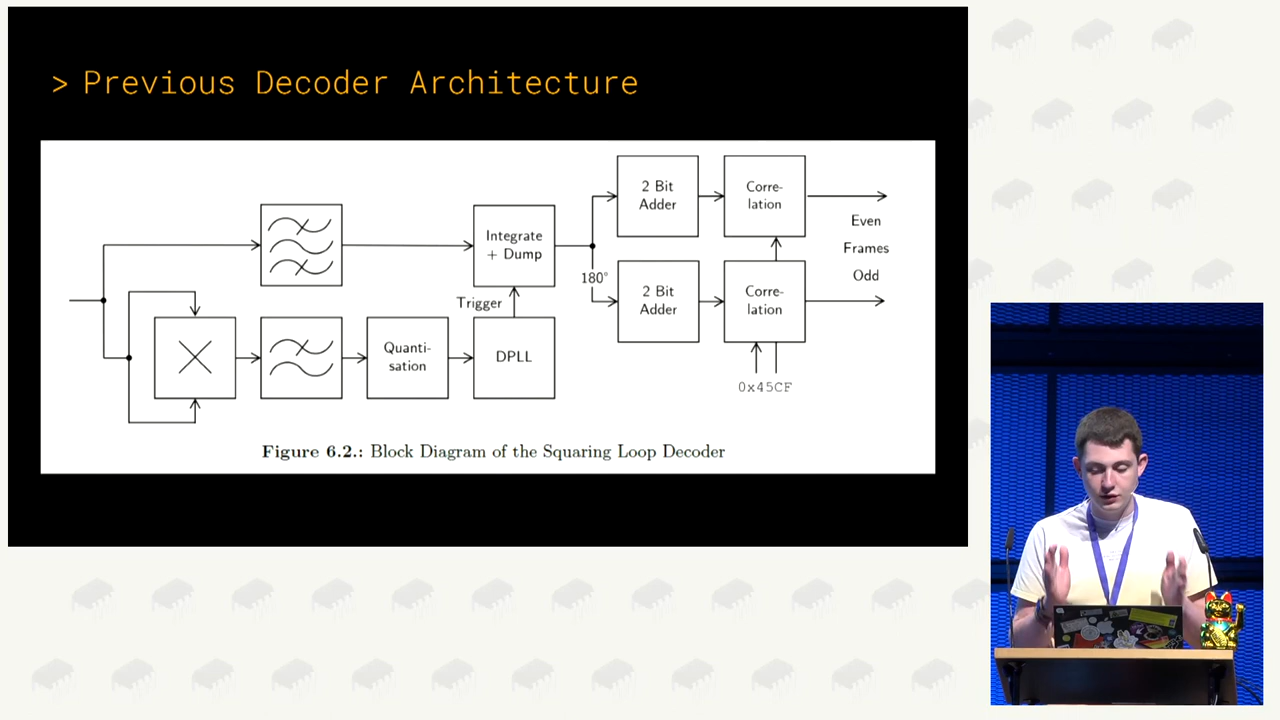 > Previous Decoder Architecture
2 Bit
Adder
Corre-
lation
Integrate
+ Dump
Even
Frames
Odd
180°
2 Bit
Adder
Corre-
lation
Trigger
Quanti-
sation
DPLL
0x45CF
Figure 6.2.: Block Diagram of the Squaring Loop Decoder